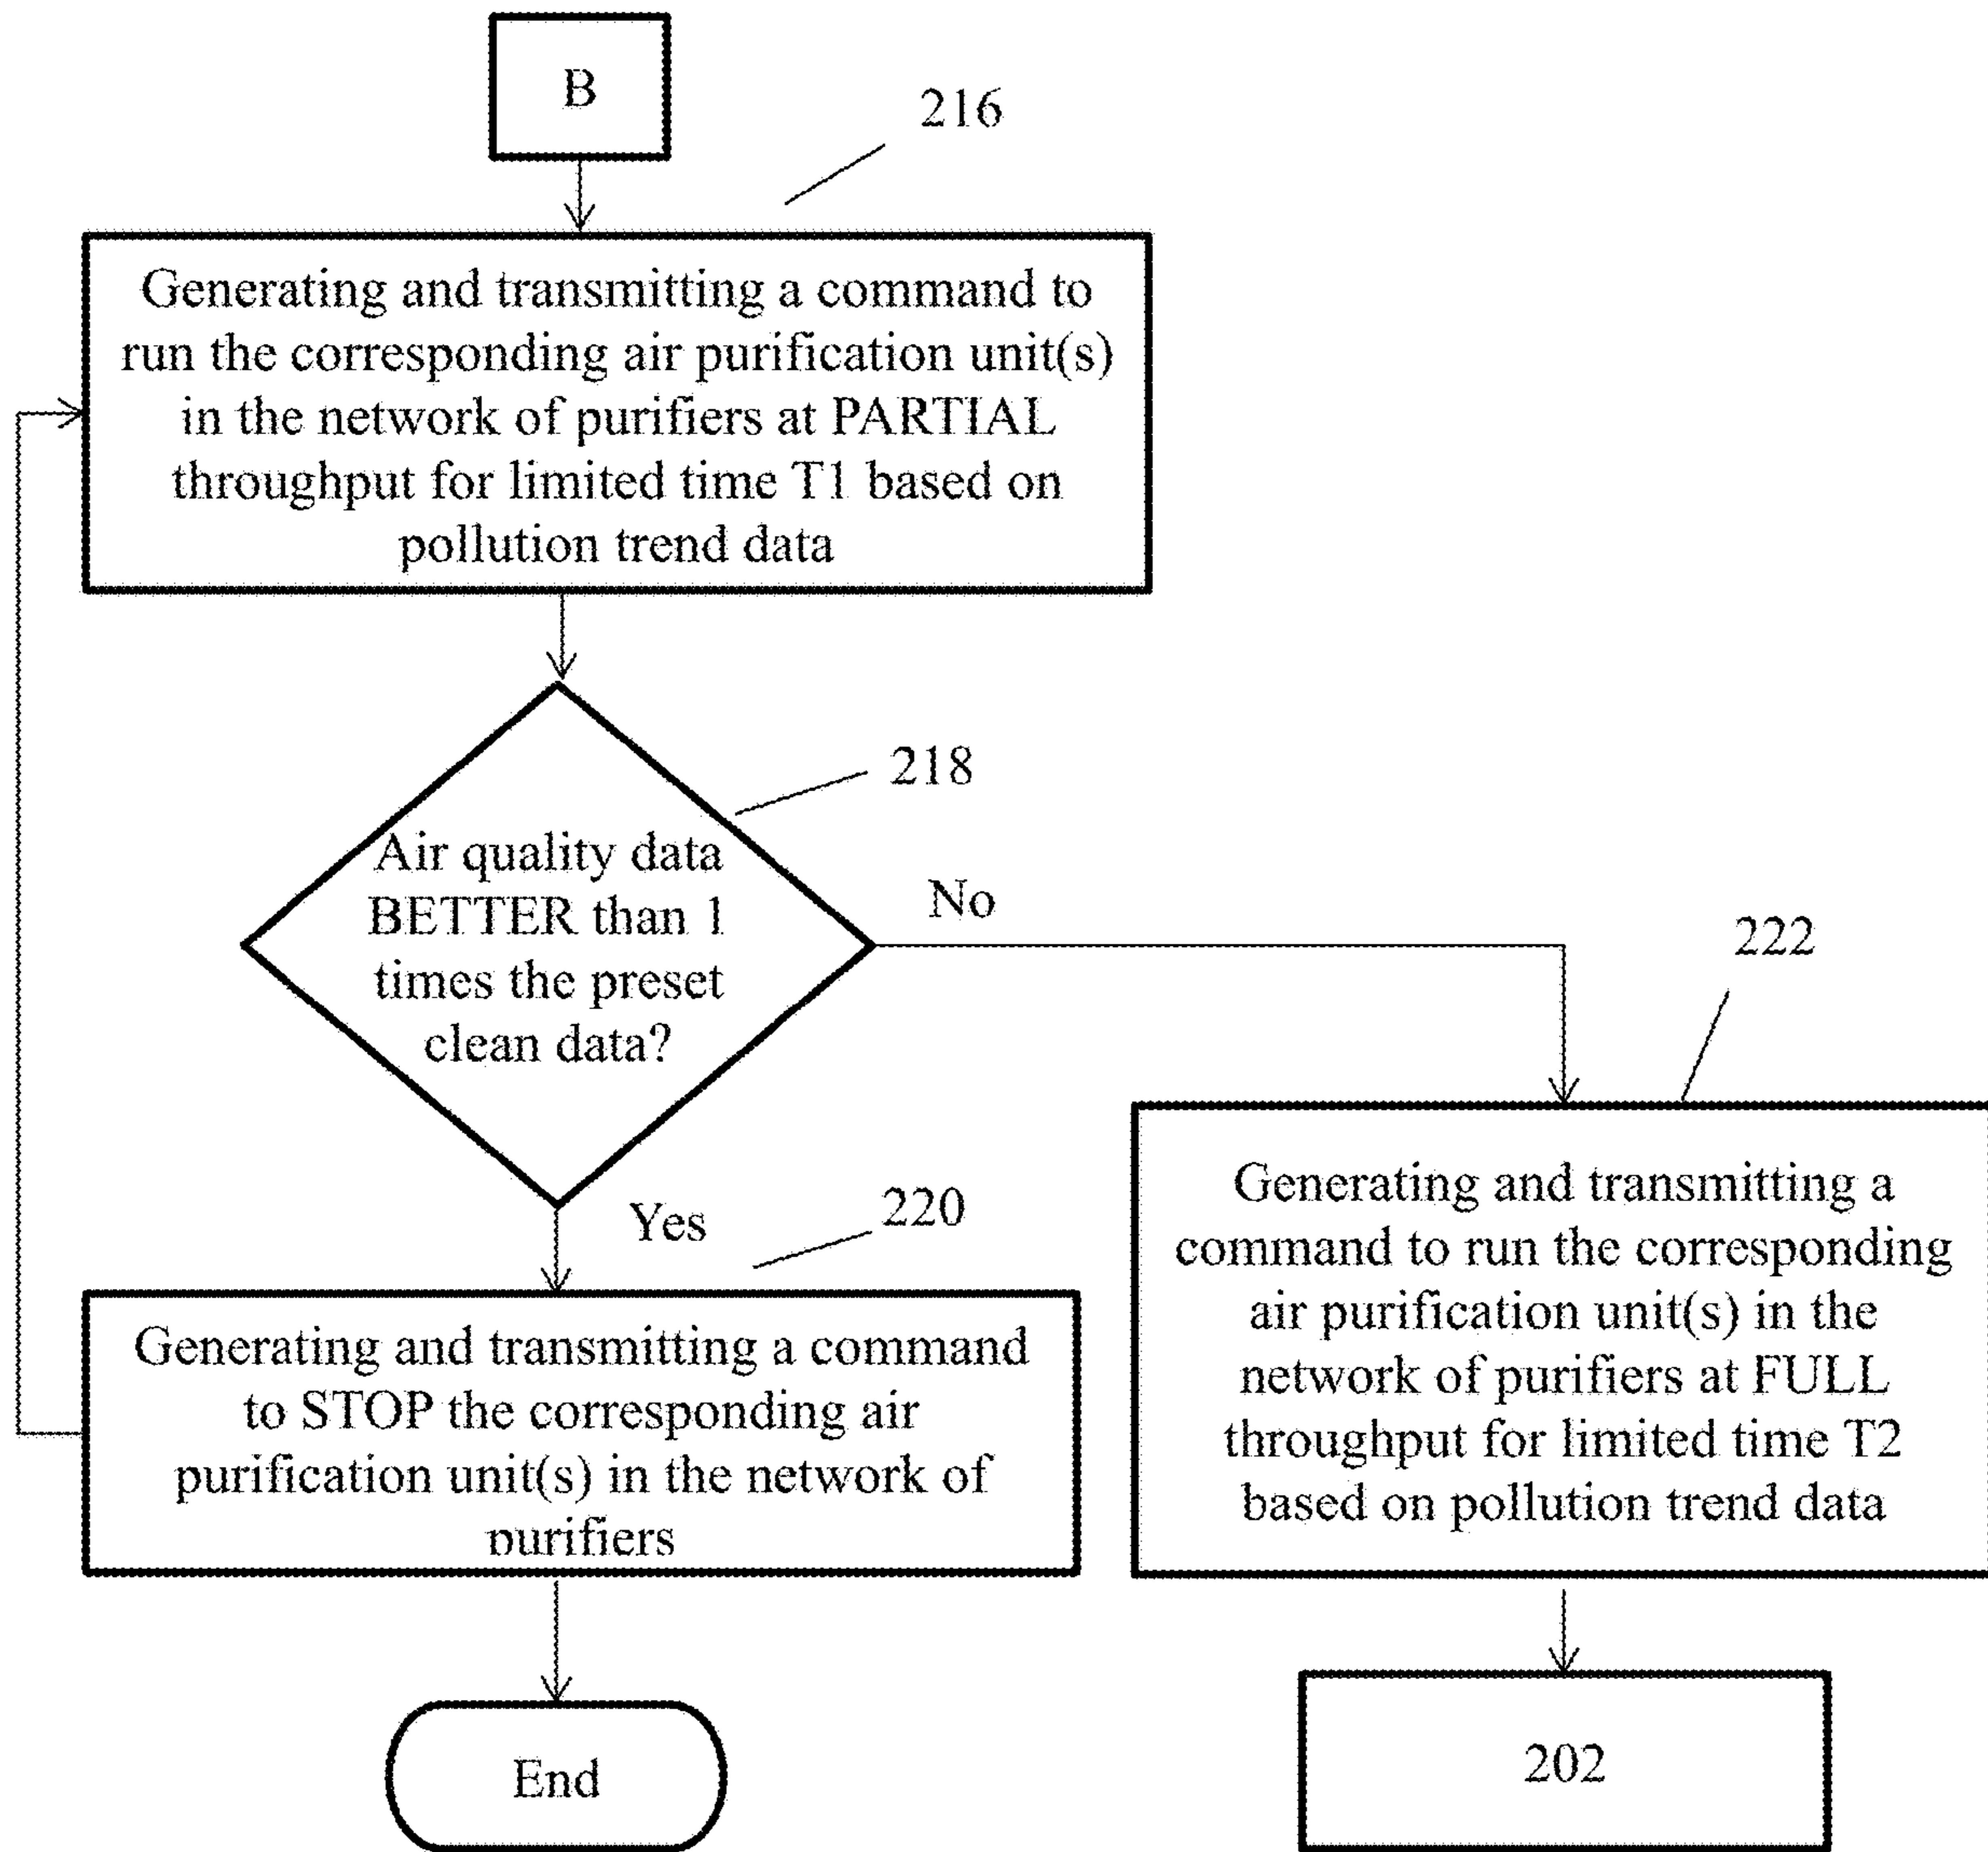 B
216
Generating and transmitting a command to
run the corresponding air purification unit(s)
in the network of purifiers at PARTIAL
throughput for limited time T1 based on
pollution trend data
218
Air quality data
BETTER than 1
times the preset
clean data?
No
222
Yes
220
Generating and transmitting a command
to STOP the corresponding air
purification unit(s) in the network of
purifiers
Generating and transmitting a
command to run the corresponding
air purification unit(s) in the
network of purifiers at FULL
throughput for limited time T2
based on pollution trend data
End
202